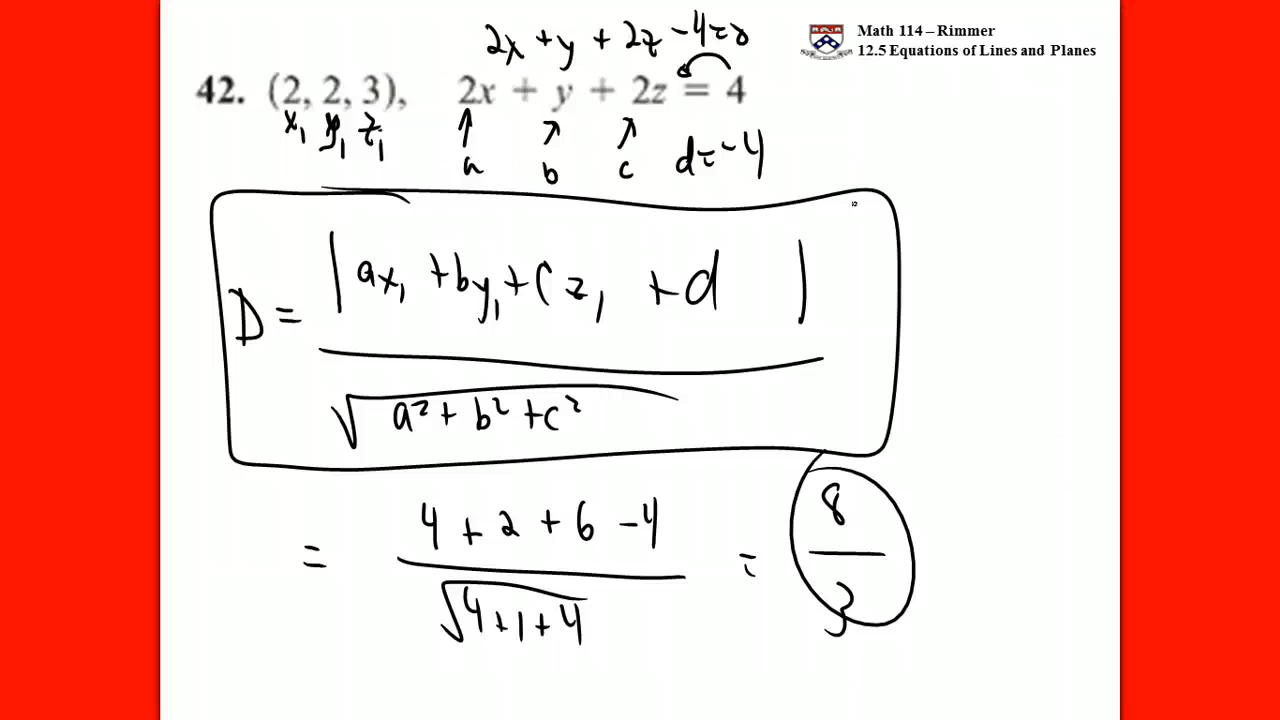 Math 114 – Rimmer
12.5 Equations of Lines and Planes
2x + y + 2z - 4 = 0
42. (2, 2, 3), 2x + y + 2z = 4
x₁ y₁ z₁
a b c d = -4
D = | ax₁ + by₁ + cz₁ + d |
√a² + b² + c²
= 4 + 2 + 6 - 4 = 8
√4 + 1 + 4 3